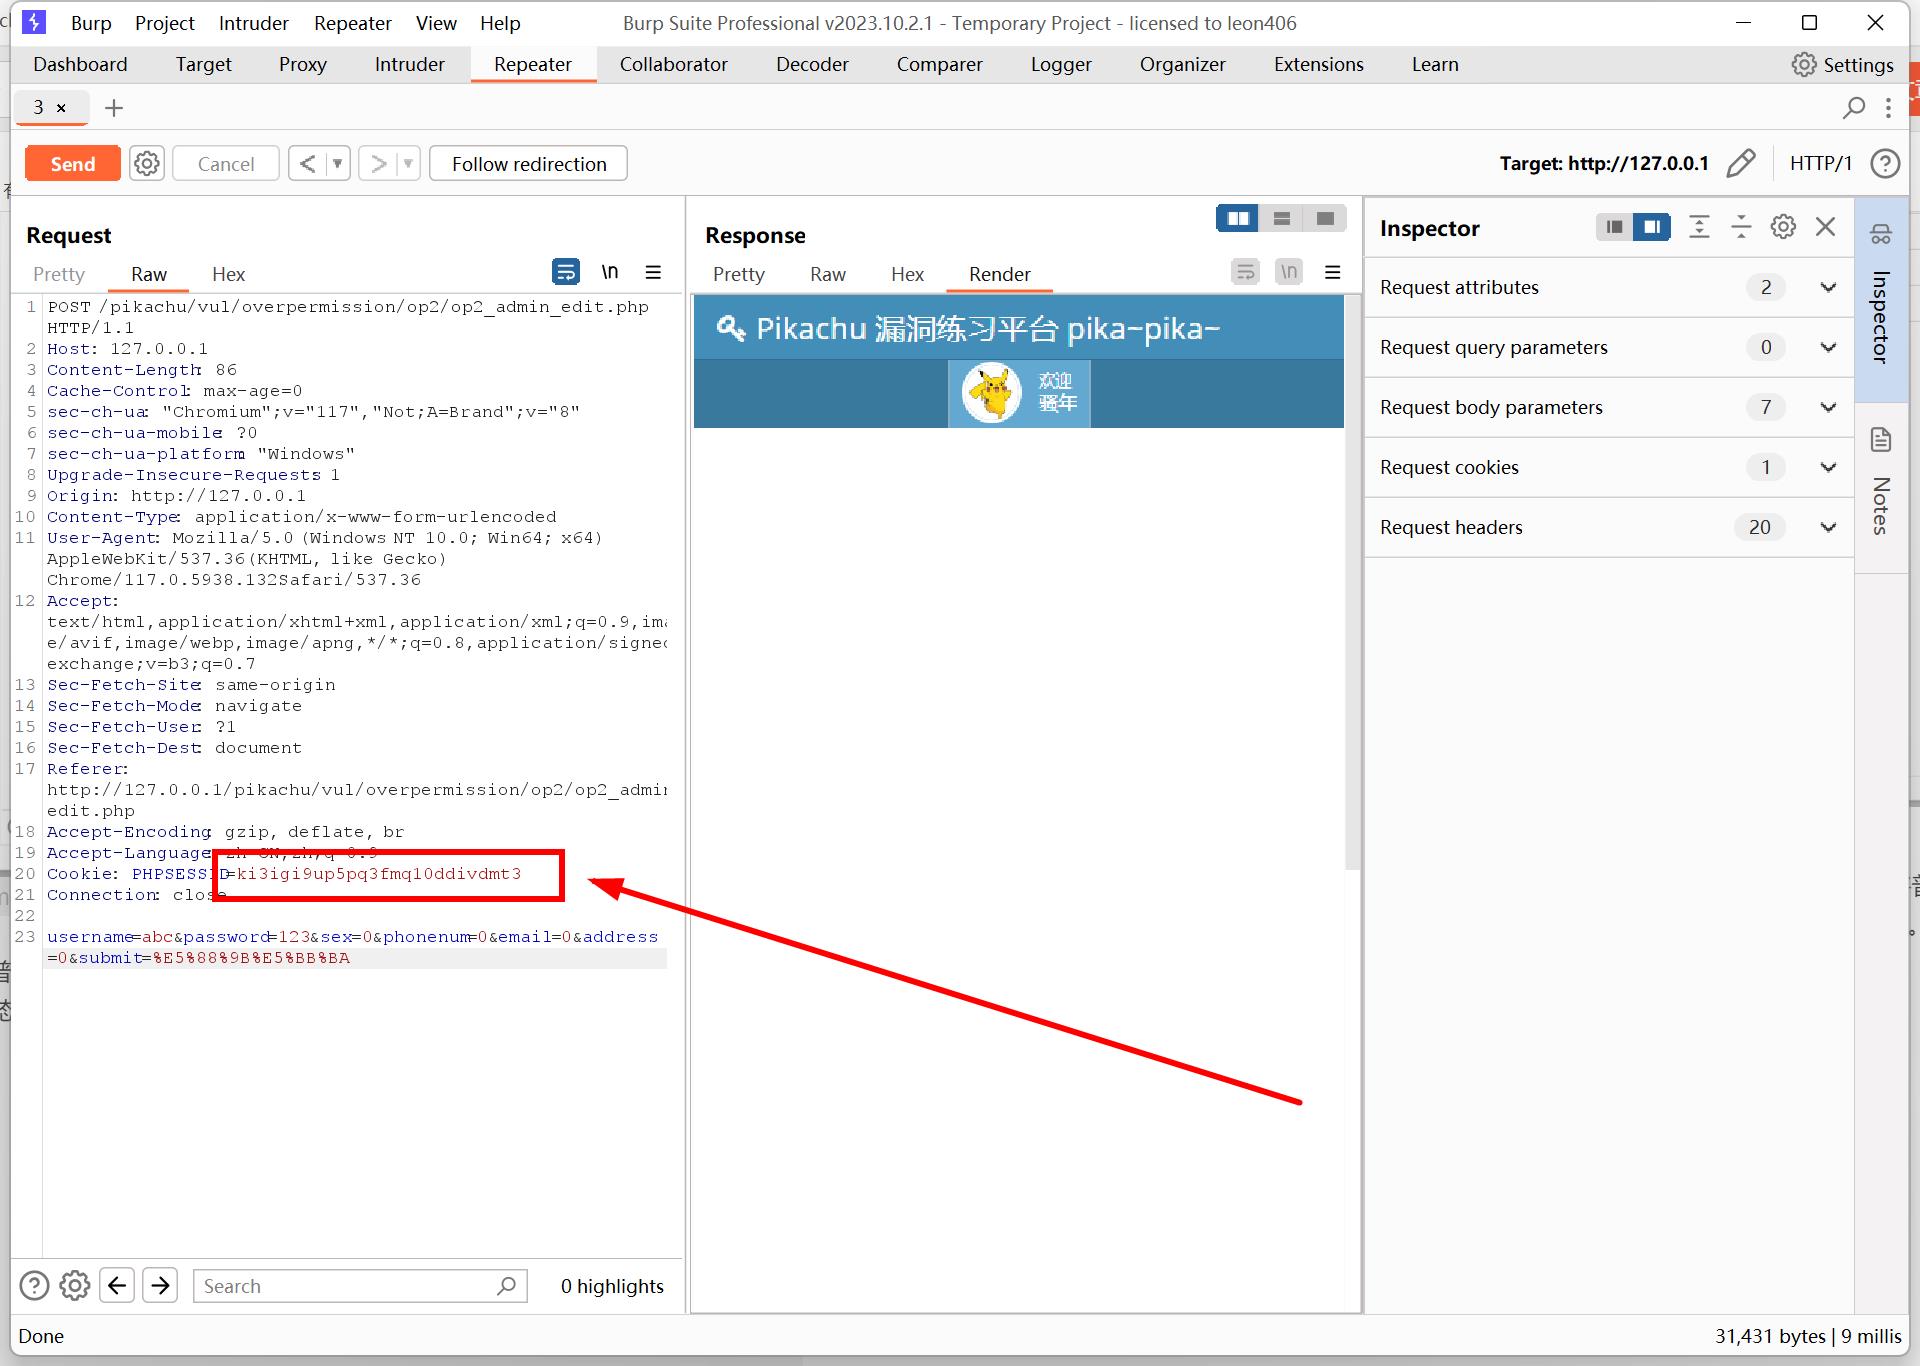 Burp Project Intruder Repeater View Help Burp Suite Professional v2023.10.2.1 - Temporary Project - licensed to leon406
Dashboard Target Proxy Intruder Repeater Collaborator Decoder Comparer Logger Organizer Extensions Learn Settings
3 × +
Send Cancel < > Follow redirection Target: http://127.0.0.1 HTTP/1
Request
Pretty Raw Hex \n
1 POST /pikachu/vul/overpermission/op2/op2_admin_edit.php
HTTP/1.1
2 Host: 127.0.0.1
3 Content-Length: 86
4 Cache-Control: max-age=0
5 sec-ch-ua: "Chromium";v="117","Not;A=Brand";v="8"
6 sec-ch-ua-mobile: ?0
7 sec-ch-ua-platform: "Windows"
8 Upgrade-Insecure-Requests: 1
9 Origin: http://127.0.0.1
10 Content-Type: application/x-www-form-urlencoded
11 User-Agent: Mozilla/5.0 (Windows NT 10.0; Win64; x64)
AppleWebKit/537.36(KHTML, like Gecko)
Chrome/117.0.5938.132Safari/537.36
12 Accept:
text/html,application/xhtml+xml,application/xml;q=0.9,ima
e/avif,image/webp,image/apng,*/*;q=0.8,application/signed
exchange;v=b3;q=0.7
13 Sec-Fetch-Site: same-origin
14 Sec-Fetch-Mode: navigate
15 Sec-Fetch-User: ?1
16 Sec-Fetch-Dest: document
17 Referer:
http://127.0.0.1/pikachu/vul/overpermission/op2/op2_admin
edit.php
18 Accept-Encoding: gzip, deflate, br
19 Accept-Language: zh-CN,zh;q=0.9
20 Cookie: PHPSESSID=ki3igi9up5pq3fmq10ddivdmt3
21 Connection: close
22
23 username=abc&password=123&sex=0&phonenum=0&email=0&address
=0&submit=%E5%88%9B%E5%BB%BA
Search 0 highlights
Response
Pretty Raw Hex Render \n
Pikachu 漏洞练习平台 pika~pika~
欢迎
骚年
Inspector
Request attributes 2
Request query parameters 0
Request body parameters 7
Request cookies 1
Request headers 20
Inspector
Notes
Done 31,431 bytes | 9 millis